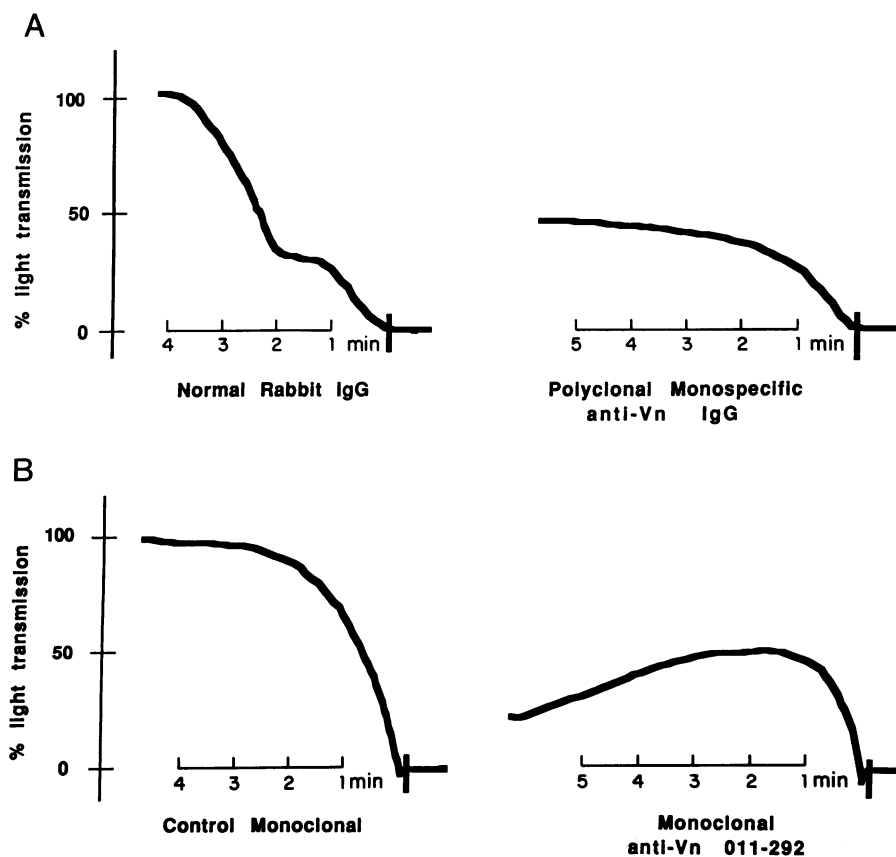 A
% light transmission
100
50
0
4 3 2 1 min
Normal Rabbit IgG
5 4 3 2 1 min
Polyclonal Monospecific
anti-Vn IgG
B
% light transmission
100
50
0
4 3 2 1 min
Control Monoclonal
5 4 3 2 1 min
Monoclonal
anti-Vn 011-292